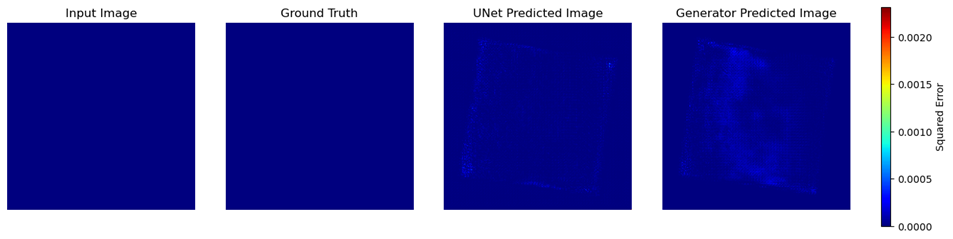 Input Image
Ground Truth
UNet Predicted Image
Generator Predicted Image
0.0020
0.0015
0.0010
0.0005
0.0000
Squared Error